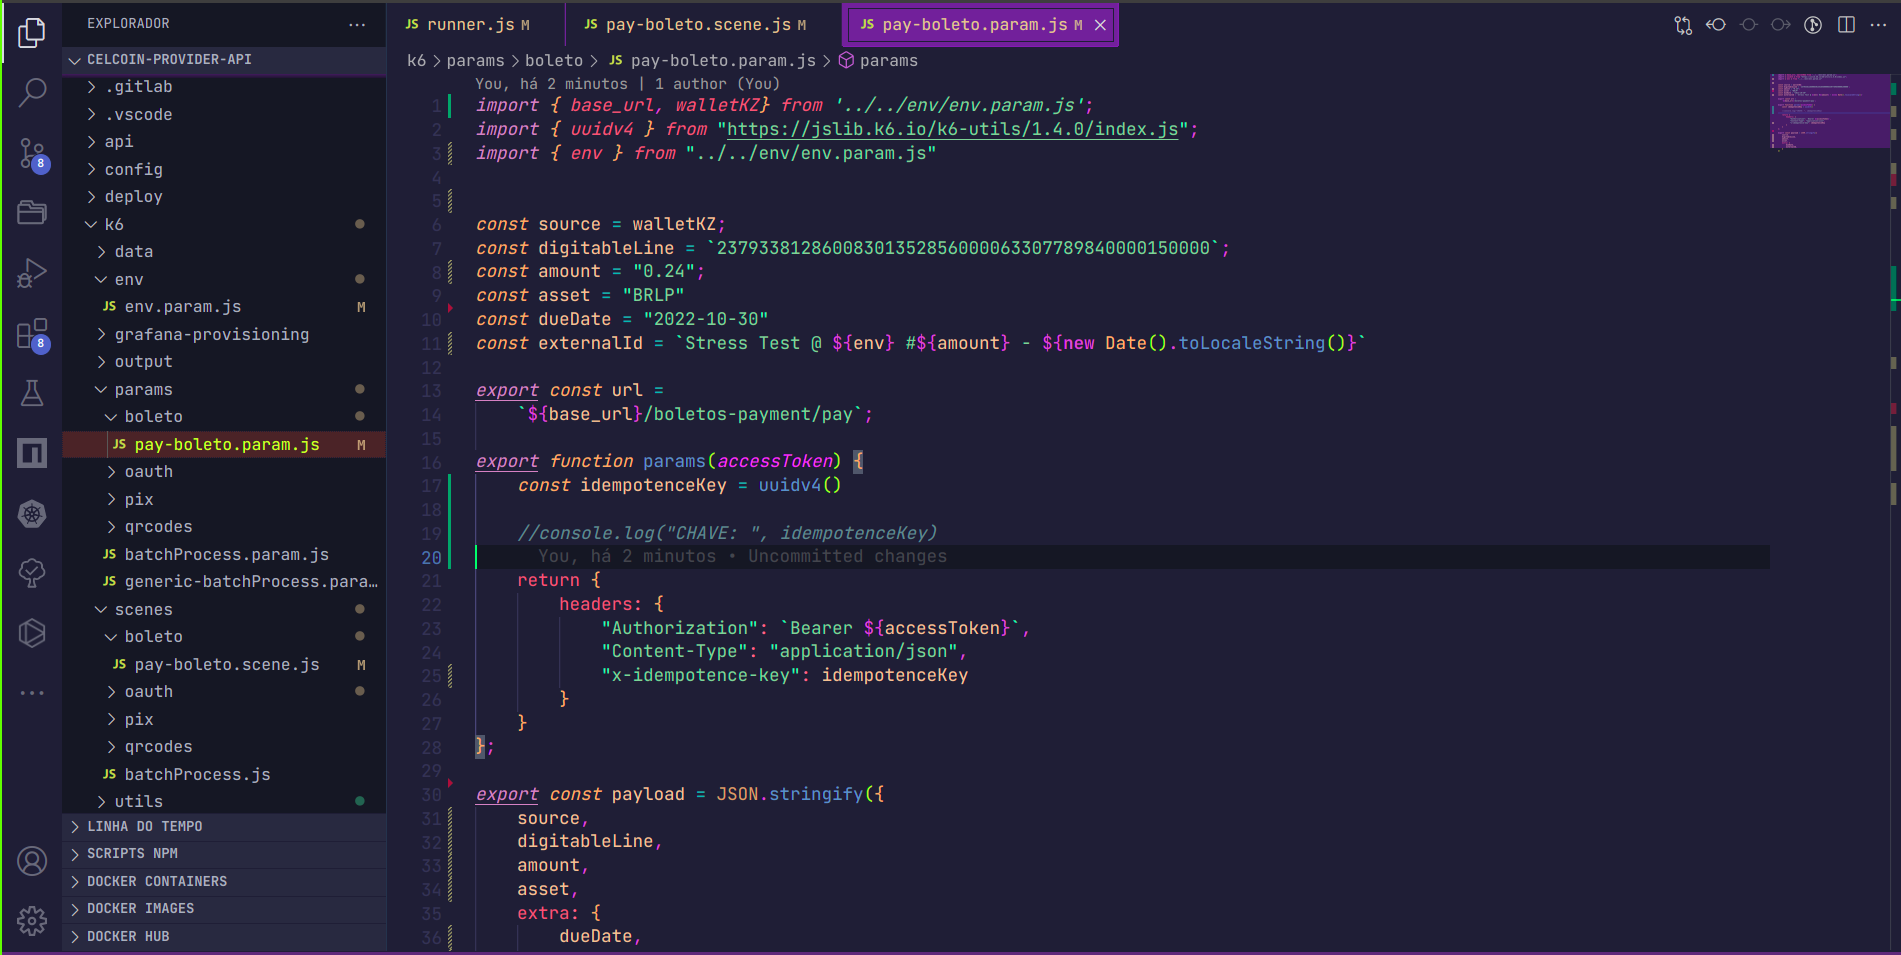 EXPLORADOR
CELCOIN-PROVIDER-API
.gitlab
.vscode
api
config
deploy
k6
data
env
JS env.param.js M
grafana-provisioning
output
params
boleto
JS pay-boleto.param.js M
oauth
pix
qrcodes
JS batchProcess.param.js
JS generic-batchProcess.para…
scenes
boleto
JS pay-boleto.scene.js M
oauth
pix
qrcodes
JS batchProcess.js
utils
LINHA DO TEMPO
SCRIPTS NPM
DOCKER CONTAINERS
DOCKER IMAGES
DOCKER HUB
8
8
JS runner.js M
JS pay-boleto.scene.js M
JS pay-boleto.param.js M
k6 > params > boleto > JS pay-boleto.param.js > params
You, há 2 minutos | 1 author (You)
1 import { base_url, walletKZ} from '../../env/env.param.js';
2 import { uuidv4 } from "https://jslib.k6.io/k6-utils/1.4.0/index.js";
3 import { env } from "../../env/env.param.js"
4
5
6 const source = walletKZ;
7 const digitableLine = `23793381286008301352856000063307789840000150000`;
8 const amount = "0.24";
9 const asset = "BRLP"
10 const dueDate = "2022-10-30"
11 const externalId = `Stress Test @ ${env} #${amount} - ${new Date().toLocaleString()}`
12
13 export const url =
14 `${base_url}/boletos-payment/pay`;
15
16 export function params(accessToken) {
17 const idempotenceKey = uuidv4()
18
19 //console.log("CHAVE: ", idempotenceKey)
20 You, há 2 minutos • Uncommitted changes
21 return {
22 headers: {
23 "Authorization": `Bearer ${accessToken}`,
24 "Content-Type": "application/json",
25 "x-idempotence-key": idempotenceKey
26 }
27 }
28 };
29
30 export const payload = JSON.stringify({
31 source,
32 digitableLine,
33 amount,
34 asset,
35 extra: {
36 dueDate,